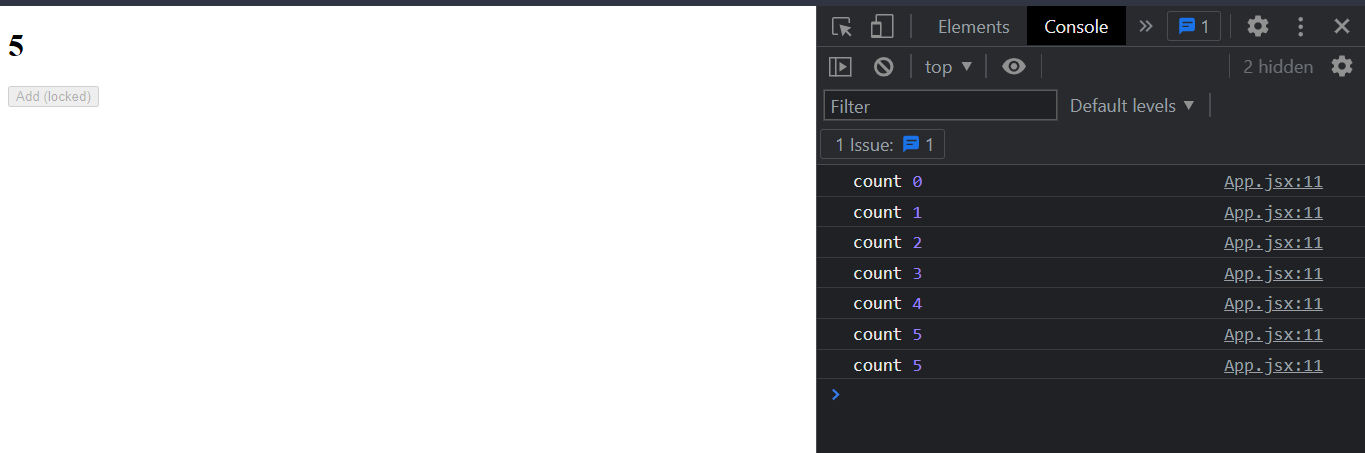 5
Add (locked)
Elements Console 1
top 2 hidden
Filter Default levels
1 Issue: 1
count 0 App.jsx:11
count 1 App.jsx:11
count 2 App.jsx:11
count 3 App.jsx:11
count 4 App.jsx:11
count 5 App.jsx:11
count 5 App.jsx:11